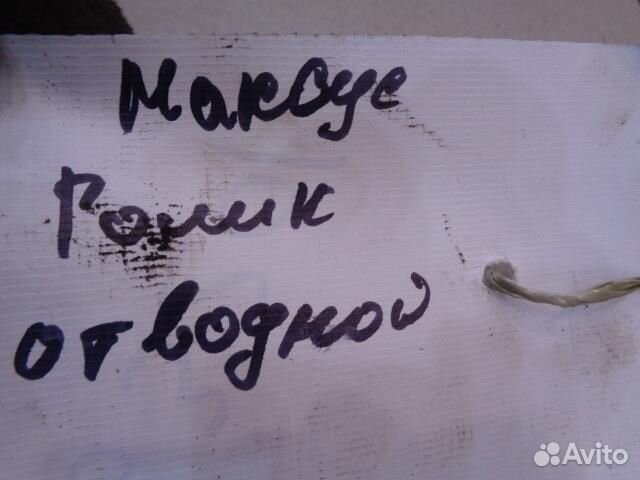 Максус
Ролик
отводной
Avito